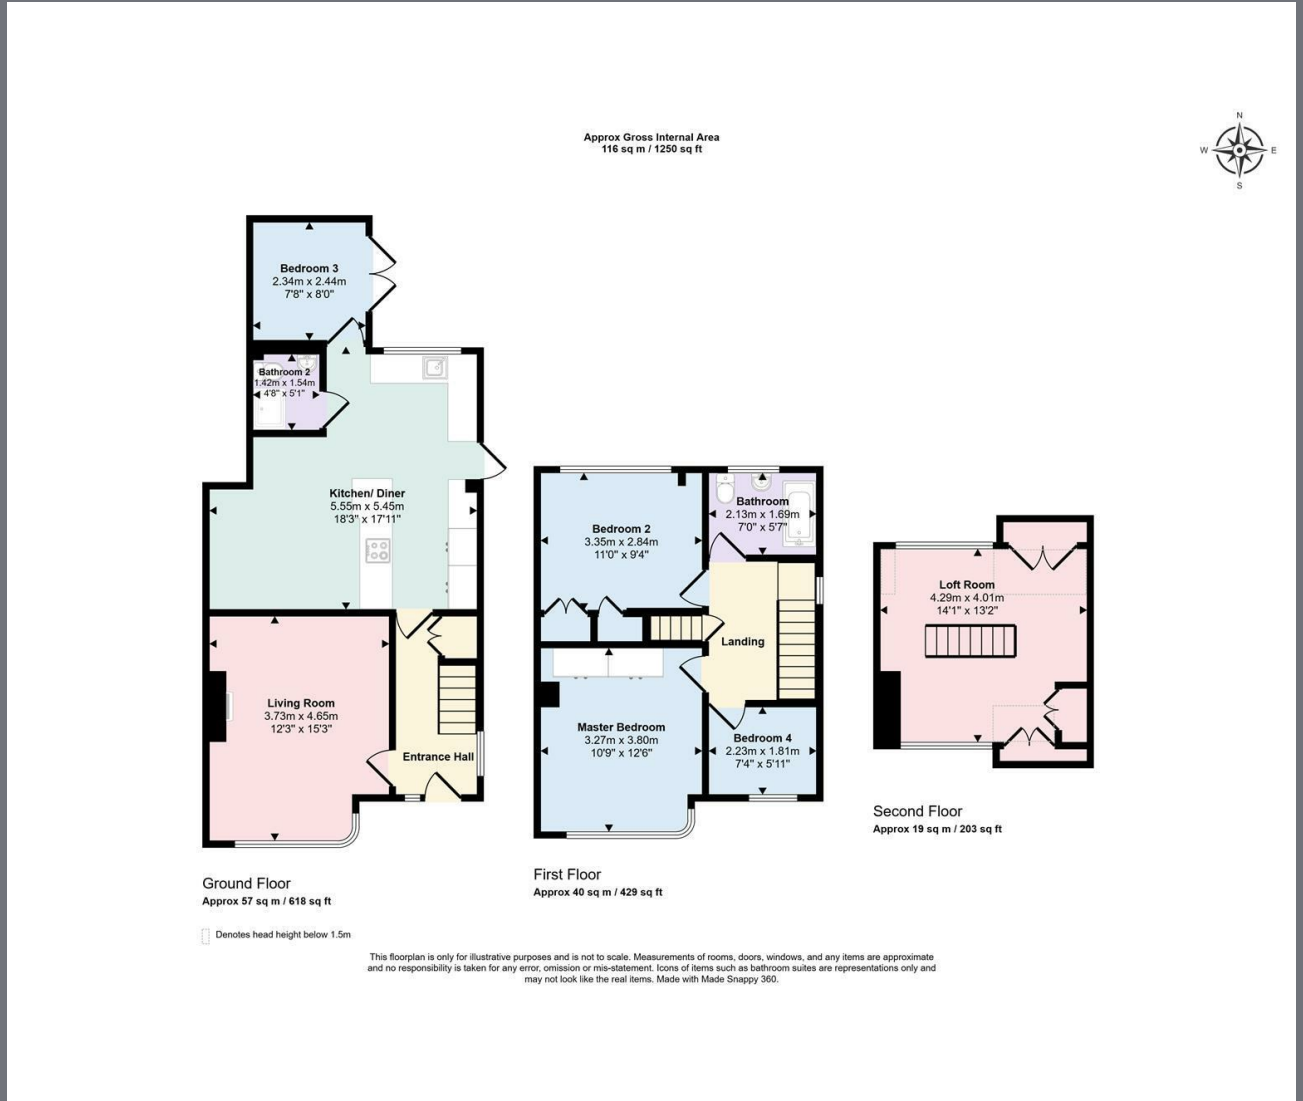 Approx Gross Internal Area
116 sq m / 1250 sq ft
N
W
E
S
Bedroom 3
2.34m x 2.44m
7'8" x 8'0"
Bathroom 2
1.42m x 1.54m
4'8" x 5'1"
Kitchen/ Diner
5.55m x 5.45m
18'3" x 17'11"
Living Room
3.73m x 4.65m
12'3" x 15'3"
Entrance Hall
Ground Floor
Approx 57 sq m / 618 sq ft
Denotes head height below 1.5m
Bedroom 2
3.35m x 2.84m
11'0" x 9'4"
Bathroom
2.13m x 1.69m
7'0" x 5'7"
Landing
Master Bedroom
3.27m x 3.80m
10'9" x 12'6"
Bedroom 4
2.23m x 1.81m
7'4" x 5'11"
First Floor
Approx 40 sq m / 429 sq ft
Loft Room
4.29m x 4.01m
14'1" x 13'2"
Second Floor
Approx 19 sq m / 203 sq ft
This floorplan is only for illustrative purposes and is not to scale. Measurements of rooms, doors, windows, and any items are approximate
and no responsibility is taken for any error, omission or mis-statement. Icons of items such as bathroom suites are representations only and
may not look like the real items. Made with Made Snappy 360.